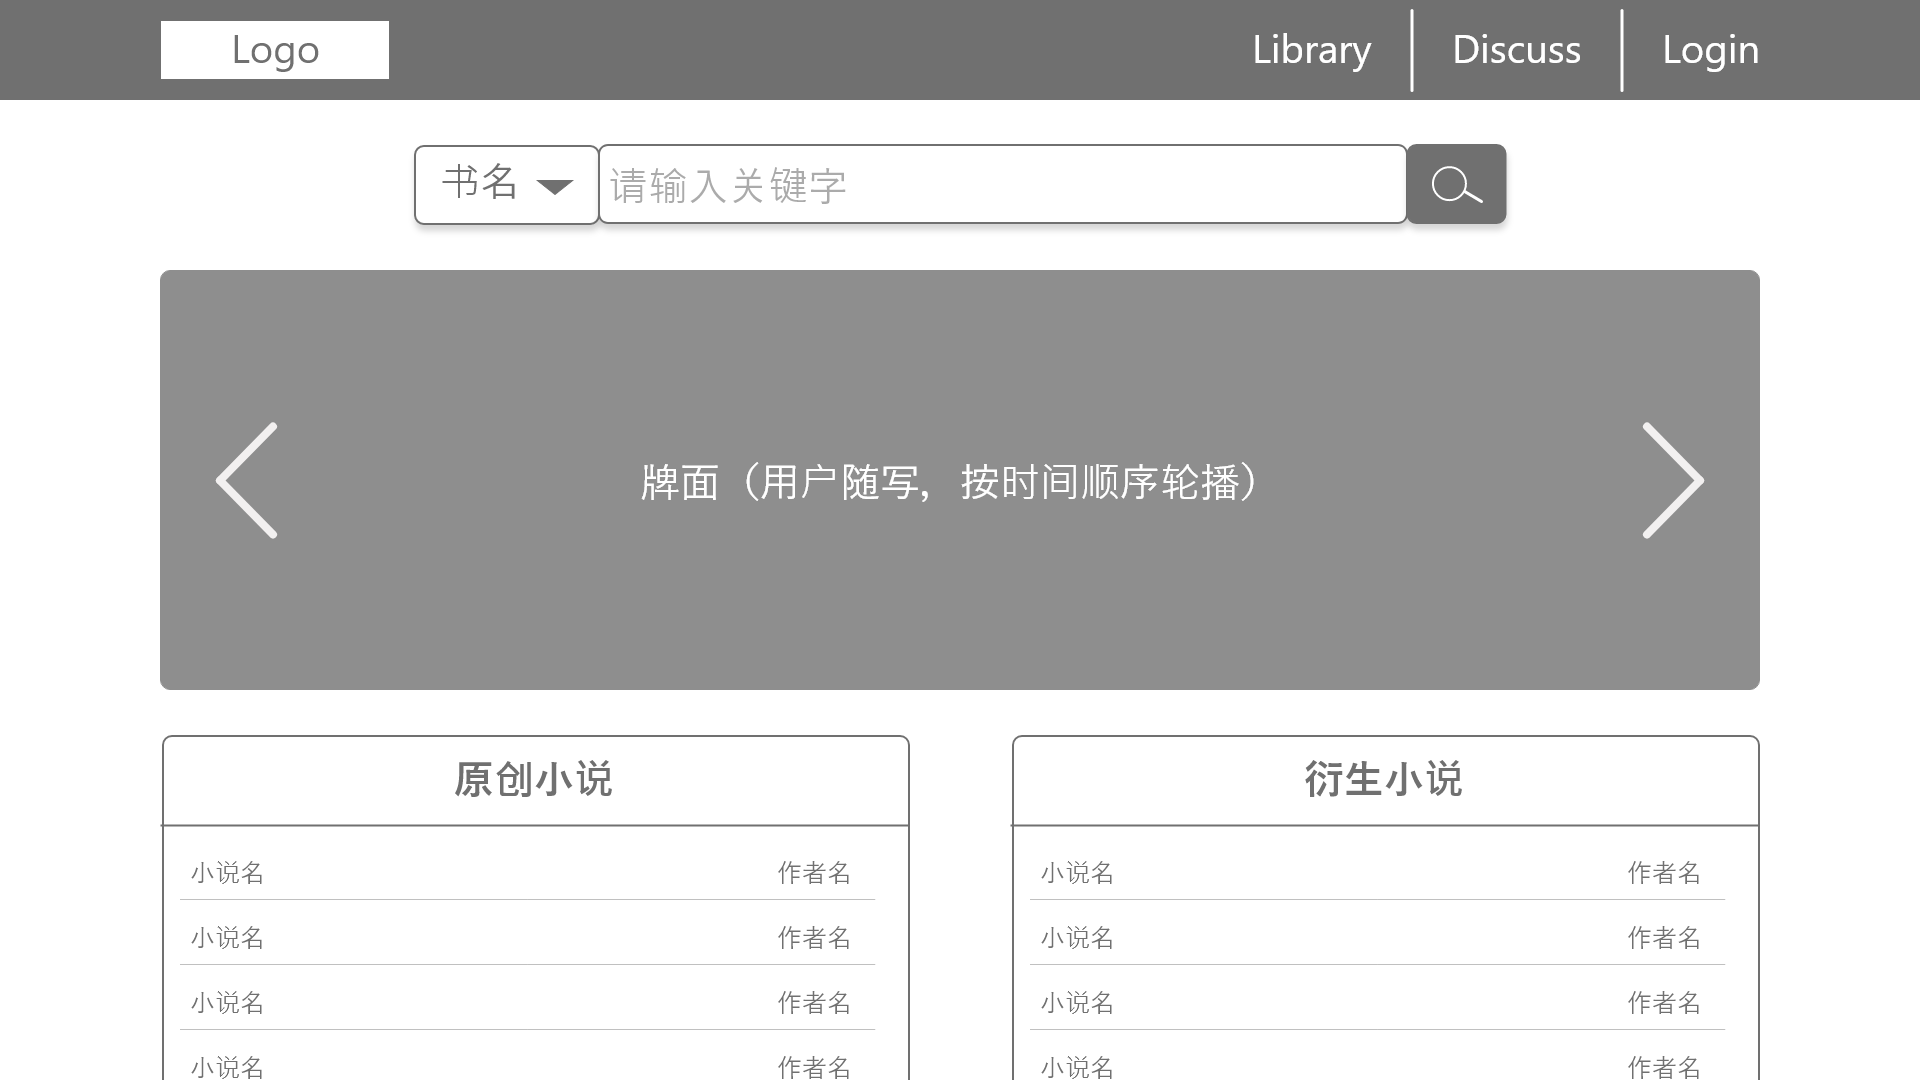 Logo
Library
Discuss
Login
书名
请输入关键字
牌面（用户随写，按时间顺序轮播）
原创小说
小说名 作者名
小说名 作者名
小说名 作者名
小说名 作者名
衍生小说
小说名 作者名
小说名 作者名
小说名 作者名
小说名 作者名